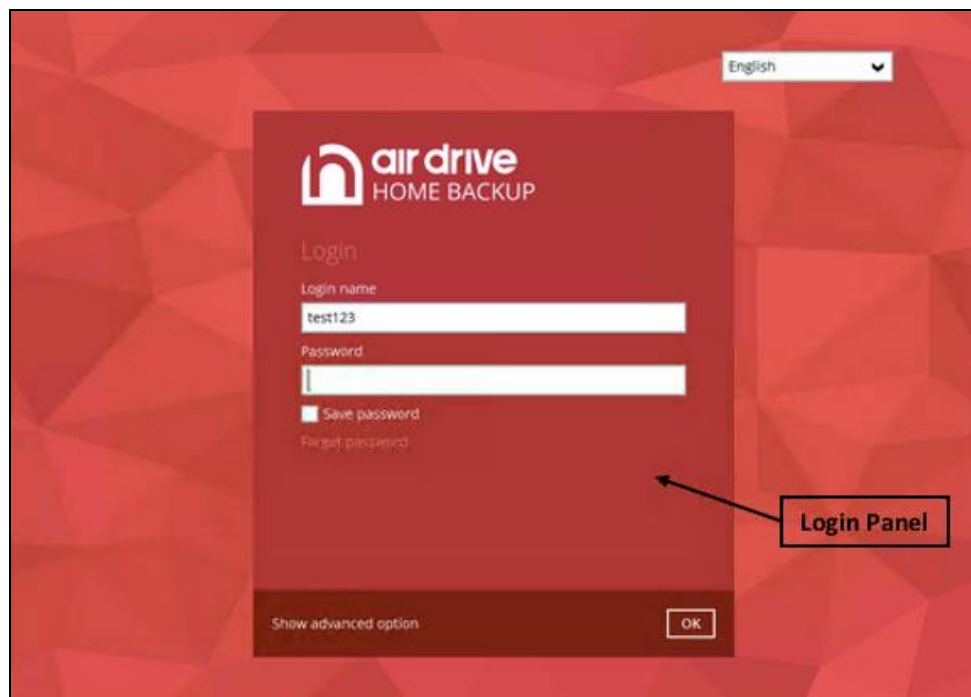 English
air drive
HOME BACKUP
Login
Login name
test123
Password
Save password
Forgot password
Login Panel
Show advanced option
OK